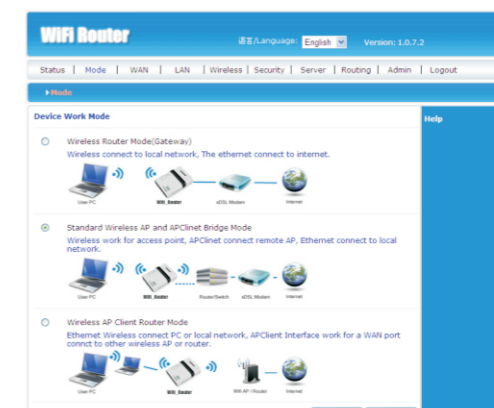 WiFi Router
语言/Language: English Version: 1.0.7.2
Status | Mode | WAN | LAN | Wireless | Security | Server | Routing | Admin | Logout
Mode
Device Work Mode
Help
Wireless Router Mode(Gateway)
Wireless connect to local network, The ethernet connect to internet.
User PC Wifi_Router xDSL Modem Internet
Standard Wireless AP and APClinet Bridge Mode
Wireless work for access point, APClinet connect remote AP, Ethernet connect to local
network.
User PC Wifi_Router Router/Switch xDSL Modem Internet
Wireless AP Client Router Mode
Ethernet Wireless connect PC or local network, APClient Interface work for a WAN port
connct to other wireless AP or router.
User PC Wifi_Router Wifi AP / Router Internet